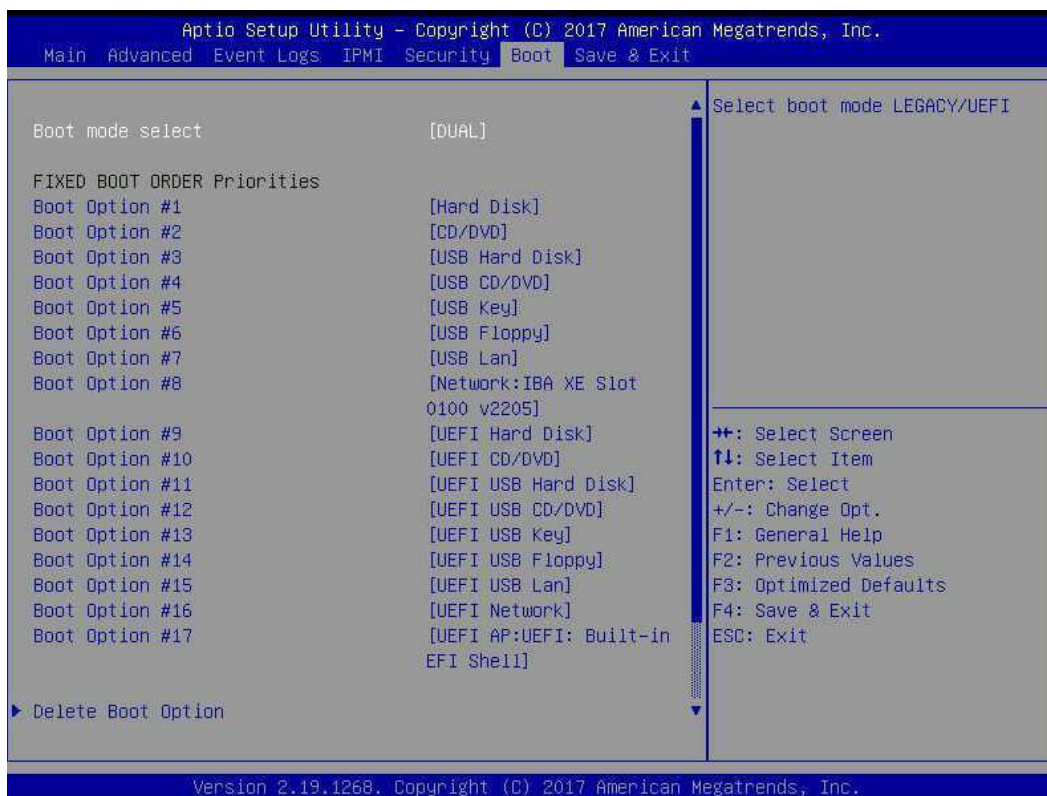 Aptio Setup Utility - Copyright (C) 2017 American Megatrends, Inc.
Main Advanced Event Logs IPMI Security Boot Save & Exit
Boot mode select [DUAL]
FIXED BOOT ORDER Priorities
Boot Option #1 [Hard Disk]
Boot Option #2 [CD/DVD]
Boot Option #3 [USB Hard Disk]
Boot Option #4 [USB CD/DVD]
Boot Option #5 [USB Key]
Boot Option #6 [USB Floppy]
Boot Option #7 [USB Lan]
Boot Option #8 [Network:IBA XE Slot
0100 v2205]
Boot Option #9 [UEFI Hard Disk]
Boot Option #10 [UEFI CD/DVD]
Boot Option #11 [UEFI USB Hard Disk]
Boot Option #12 [UEFI USB CD/DVD]
Boot Option #13 [UEFI USB Key]
Boot Option #14 [UEFI USB Floppy]
Boot Option #15 [UEFI USB Lan]
Boot Option #16 [UEFI Network]
Boot Option #17 [UEFI AP:UEFI: Built-in
EFI Shell]
Delete Boot Option
Select boot mode LEGACY/UEFI
→←: Select Screen
↑↓: Select Item
Enter: Select
+/-: Change Opt.
F1: General Help
F2: Previous Values
F3: Optimized Defaults
F4: Save & Exit
ESC: Exit
Version 2.19.1268. Copyright (C) 2017 American Megatrends, Inc.